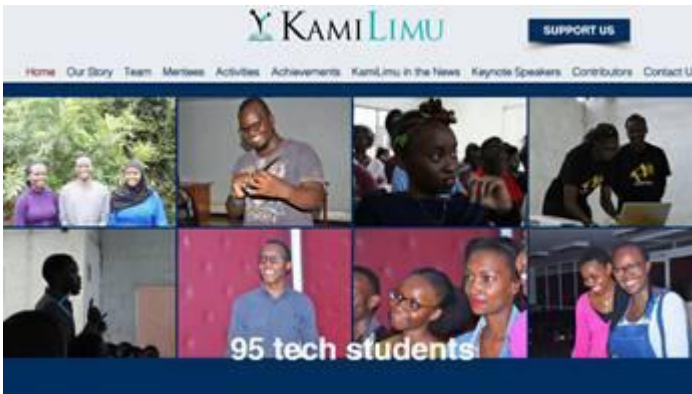 KAMILIMU
SUPPORT US
Home Our Story Team Mentees Activities Achievements KamiLimu in the News Keynote Speakers Contributors Contact U
95 tech students